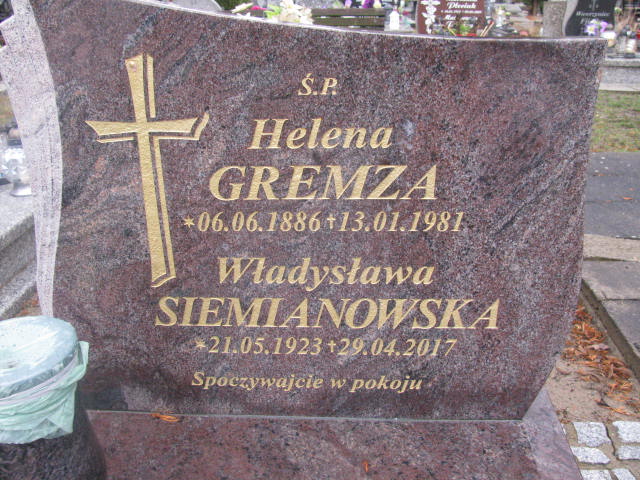 Ś.P.
Helena
GREMZA
*06.06.1886 †13.01.1981
Władysława
SIEMIANOWSKA
*21.05.1923 †29.04.2017
Spoczywajcie w pokoju